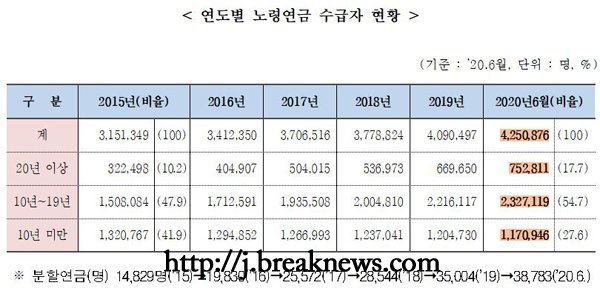 < 연도별 노령연금 수급자 현황 >
(기준 : '20.6월, 단위 : 명, %)
구 분 2015년(비율) 2016년 2017년 2018년 2019년 2020년6월(비율)
계 3,151,349 (100) 3,412,350 3,706,516 3,778,824 4,090,497 4,250,876 (100)
20년 이상 322,498 (10.2) 404,907 504,015 536,973 669,650 752,811 (17.7)
10년~19년 1,508,084 (47.9) 1,712,591 1,935,508 2,004,810 2,216,117 2,327,119 (54.7)
10년 미만 1,320,767 (41.9) 1,294,852 1,266,993 1,237,041 1,204,730 1,170,946 (27.6)
http://j.breaknews.com
※ 분할연금(명) 14,829명('15)→19,830('16)→25,572('17)→28,544('18)→35,004('19)→38,783('20.6.)